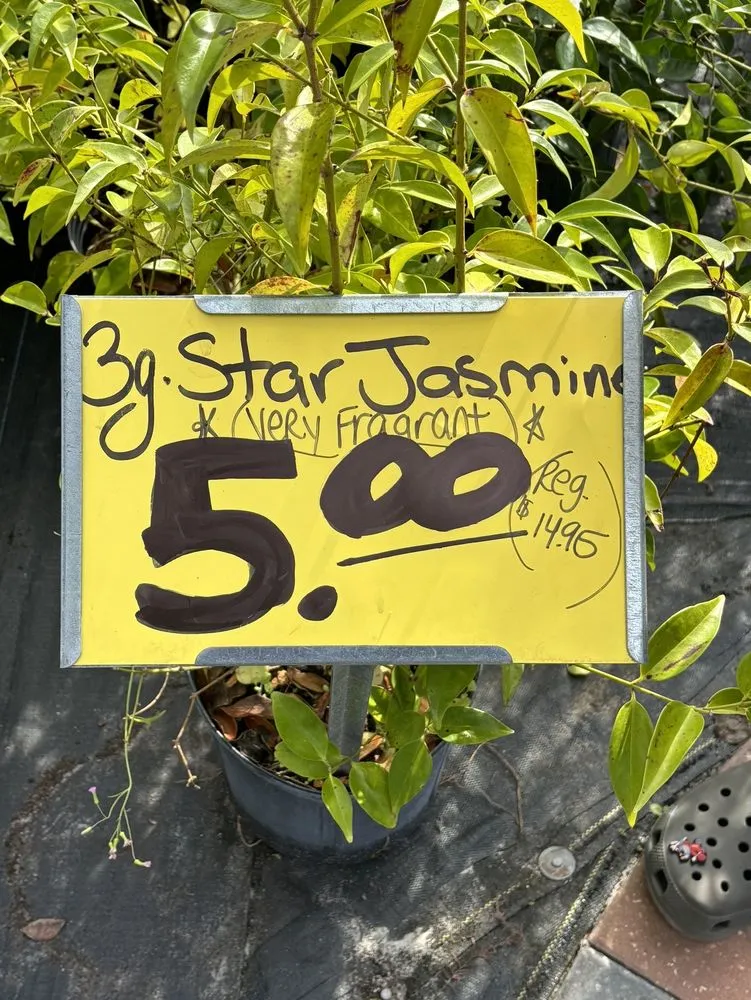 3g. Star Jasmine
* (Very Fragrant) *
5.00
(Reg.
$14.95)